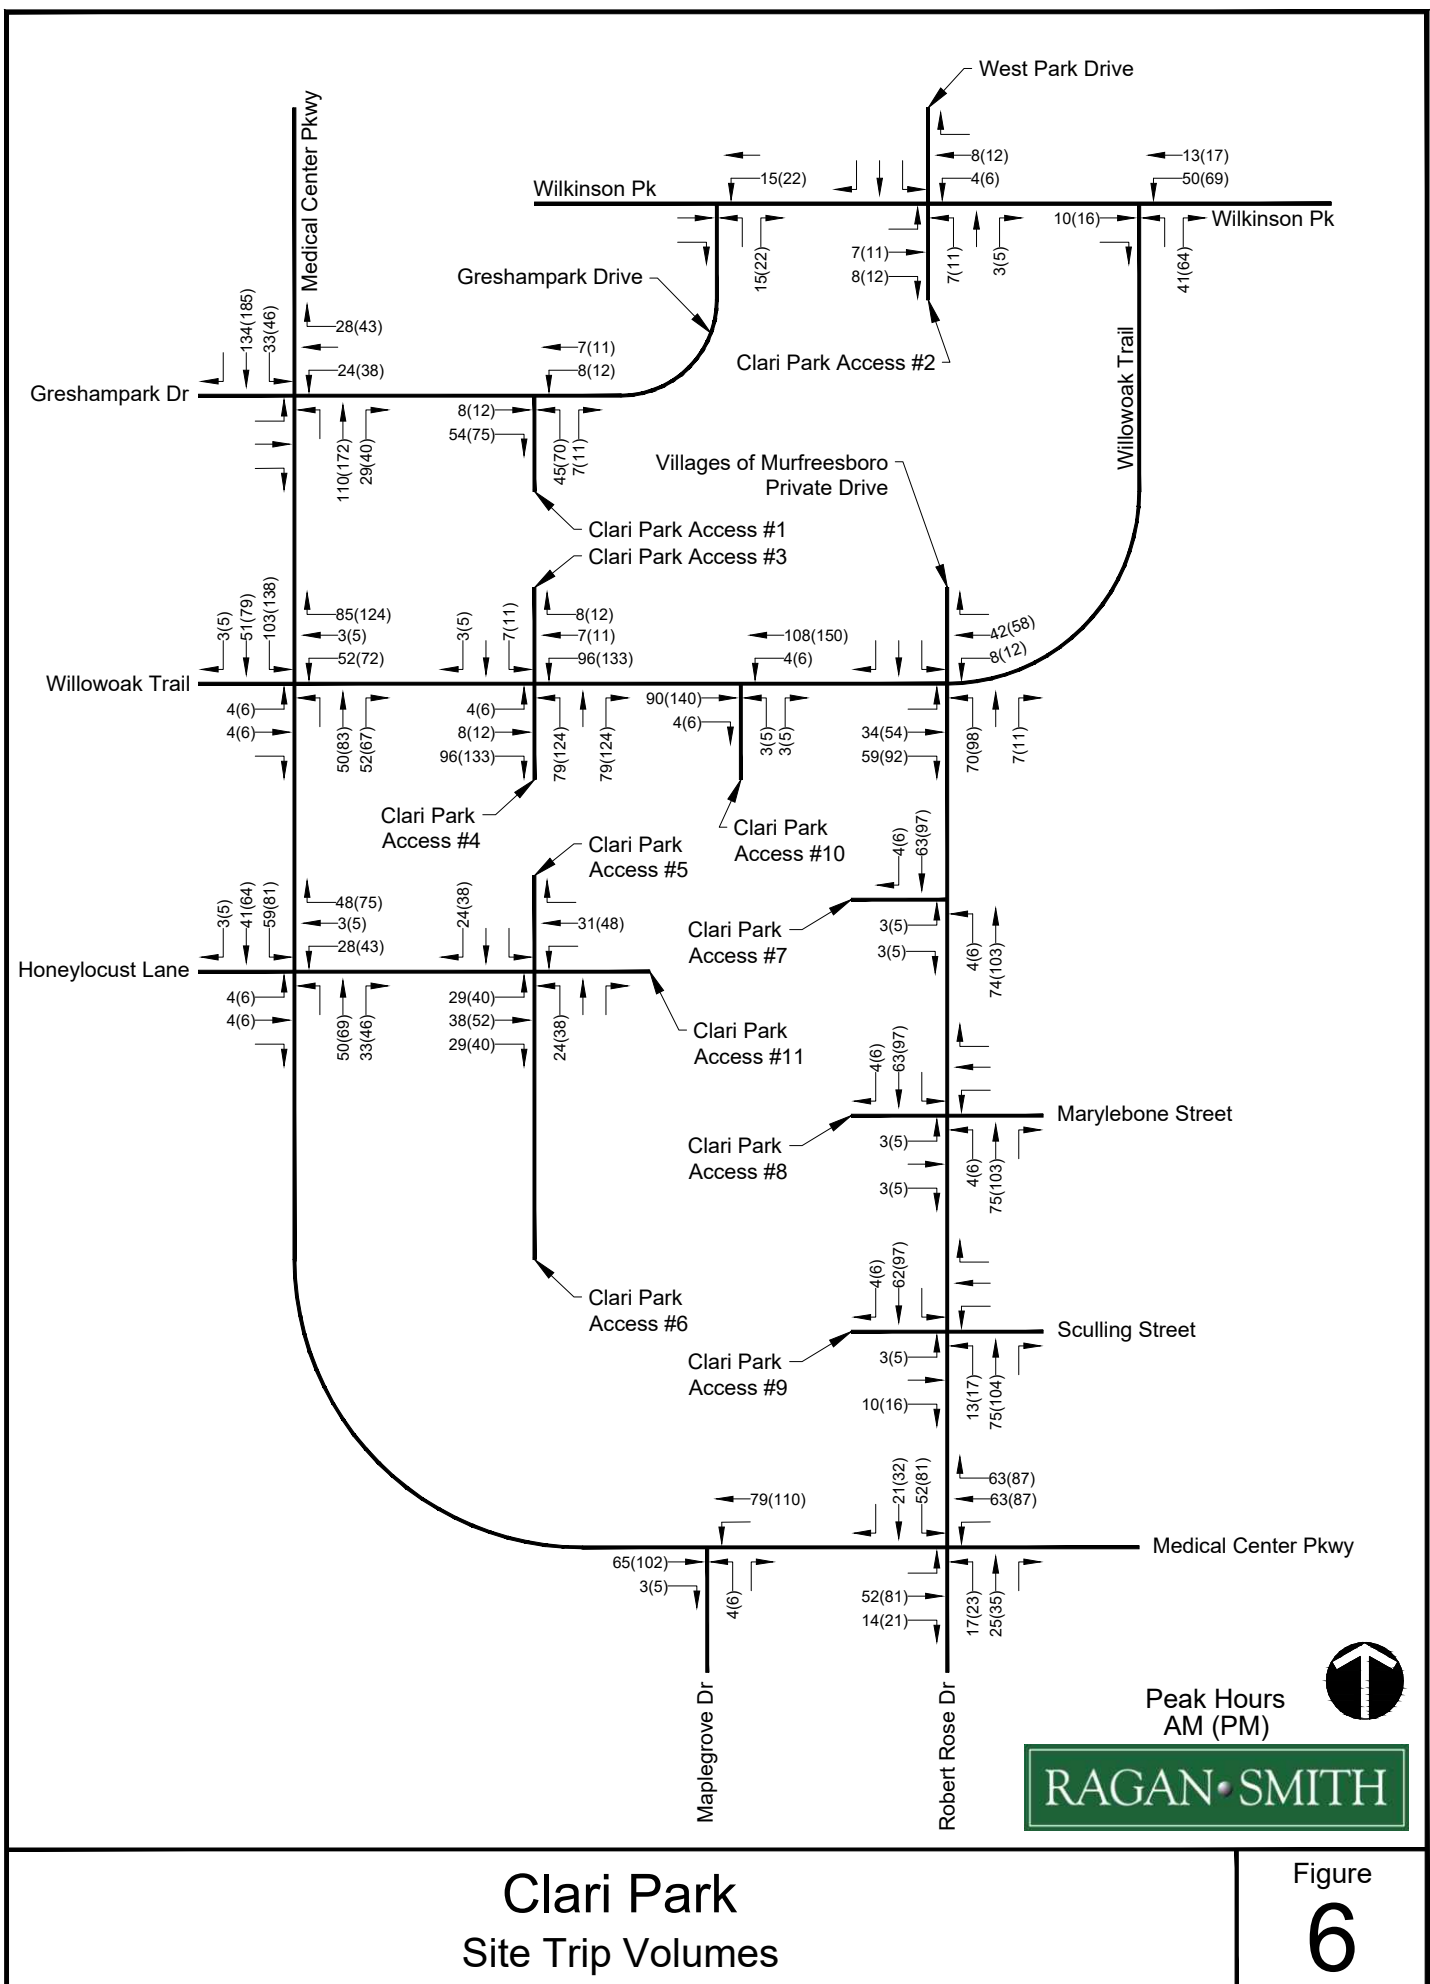 West Park Drive
Medical Center Pkwy
8(12)
4(6)
13(17)
50(69)
15(22)
Wilkinson Pk
10(16)
Wilkinson Pk
7(11)
8(12)
7(11)
3(5)
41(64)
15(22)
Greshampark Drive
Clari Park Access #2
Willowoak Trail
134(185)
33(46)
28(43)
24(38)
7(11)
8(12)
Greshampark Dr
8(12)
54(75)
110(172)
29(40)
45(70)
7(11)
Villages of Murfreesboro
Private Drive
Clari Park Access #1
Clari Park Access #3
3(5)
51(79)
103(138)
85(124)
3(5)
52(72)
3(5)
7(11)
8(12)
7(11)
96(133)
108(150)
4(6)
42(58)
8(12)
Willowoak Trail
4(6)
4(6)
50(83)
52(67)
4(6)
8(12)
96(133)
79(124)
79(124)
90(140)
4(6)
3(5)
3(5)
34(54)
59(92)
70(98)
7(11)
Clari Park
Access #4
Clari Park
Access #10
Clari Park
Access #5
4(6)
63(97)
3(5)
41(64)
59(81)
48(75)
3(5)
28(43)
24(38)
31(48)
Clari Park
Access #7
3(5)
3(5)
4(6)
74(103)
Honeylocust Lane
4(6)
4(6)
50(69)
33(46)
29(40)
38(52)
29(40)
24(38)
Clari Park
Access #11
4(6)
63(97)
Marylebone Street
Clari Park
Access #8
3(5)
3(5)
4(6)
75(103)
4(6)
62(97)
Clari Park
Access #6
Sculling Street
Clari Park
Access #9
3(5)
10(16)
13(17)
75(104)
21(32)
52(81)
63(87)
63(87)
79(110)
Medical Center Pkwy
65(102)
3(5)
4(6)
52(81)
14(21)
17(23)
25(35)
Maplegrove Dr
Robert Rose Dr
Peak Hours
AM (PM)
RAGAN•SMITH
Clari Park
Site Trip Volumes
Figure
6